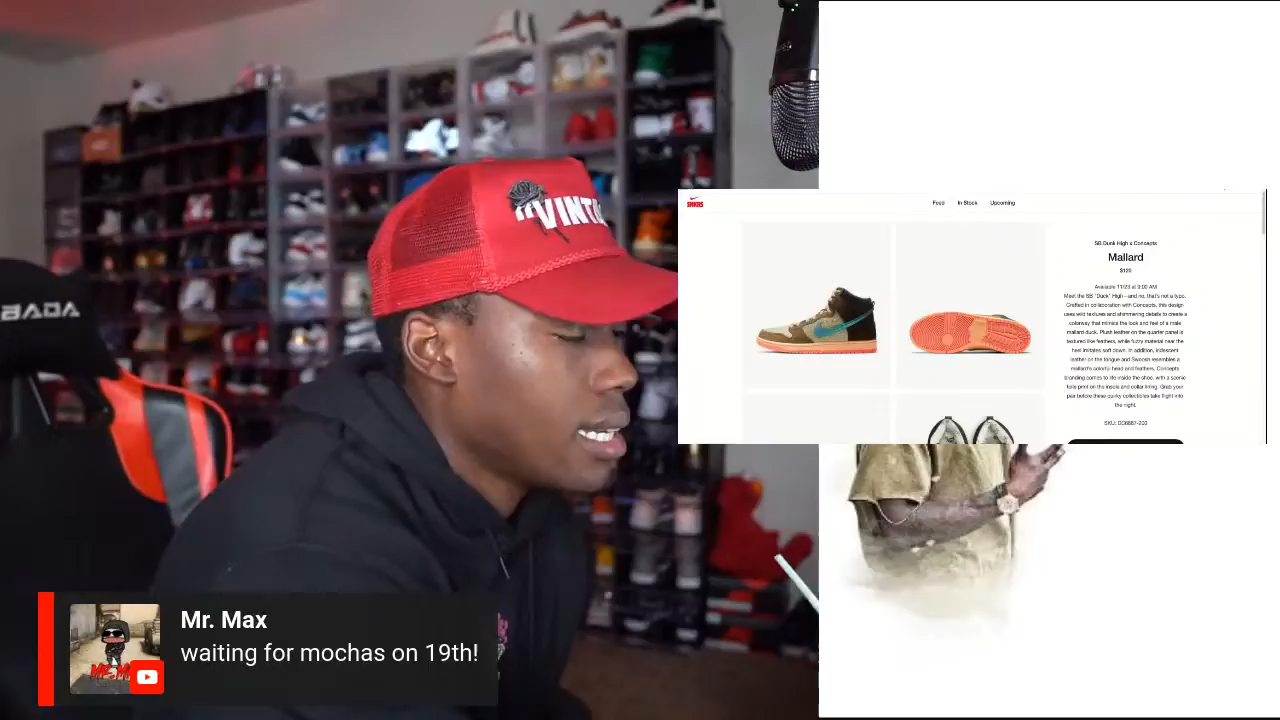 "VINTA
BADA
SNKRS
Feed In Stock Upcoming
SB Dunk High x Concepts
Mallard
$120
Available 11/23 at 9:00 AM
Meet the SB "Duck" High—and no, that's not a typo.
Crafted in collaboration with Concepts, this design
uses wild textures and shimmering details to create a
colorway that mimics the look and feel of a male
mallard duck. Plush leather on the quarter panel is
textured like feathers, while fuzzy material near the
heel imitates soft down. In addition, iridescent
leather on the tongue and Swoosh resembles a
mallard's colorful head and feathers. Concepts
branding comes to life inside the shoe, with a scenic
toile print on the insole and collar lining. Grab your
pair before these quirky collectibles take flight into
the night.
SKU: DD6887-200
Mr. Max
waiting for mochas on 19th!